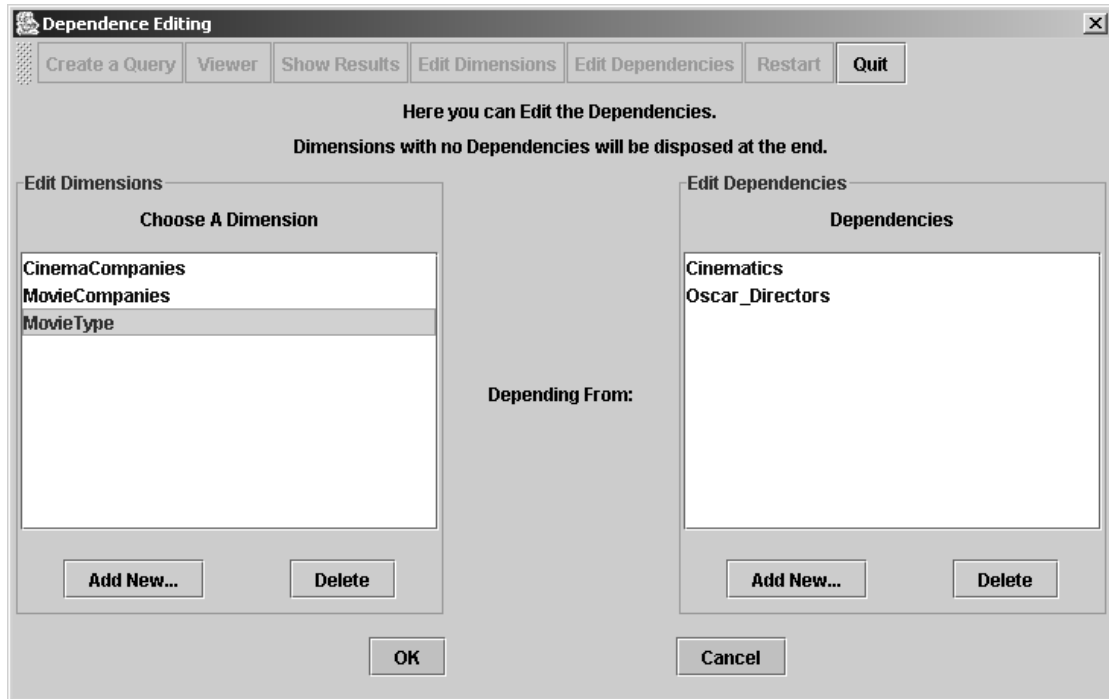 Dependence Editing
Create a Query Viewer Show Results Edit Dimensions Edit Dependencies Restart Quit
Here you can Edit the Dependencies.
Dimensions with no Dependencies will be disposed at the end.
Edit Dimensions
Choose A Dimension
CinemaCompanies
MovieCompanies
MovieType
Add New... Delete
Depending From:
Edit Dependencies
Dependencies
Cinematics
Oscar_Directors
Add New... Delete
OK Cancel